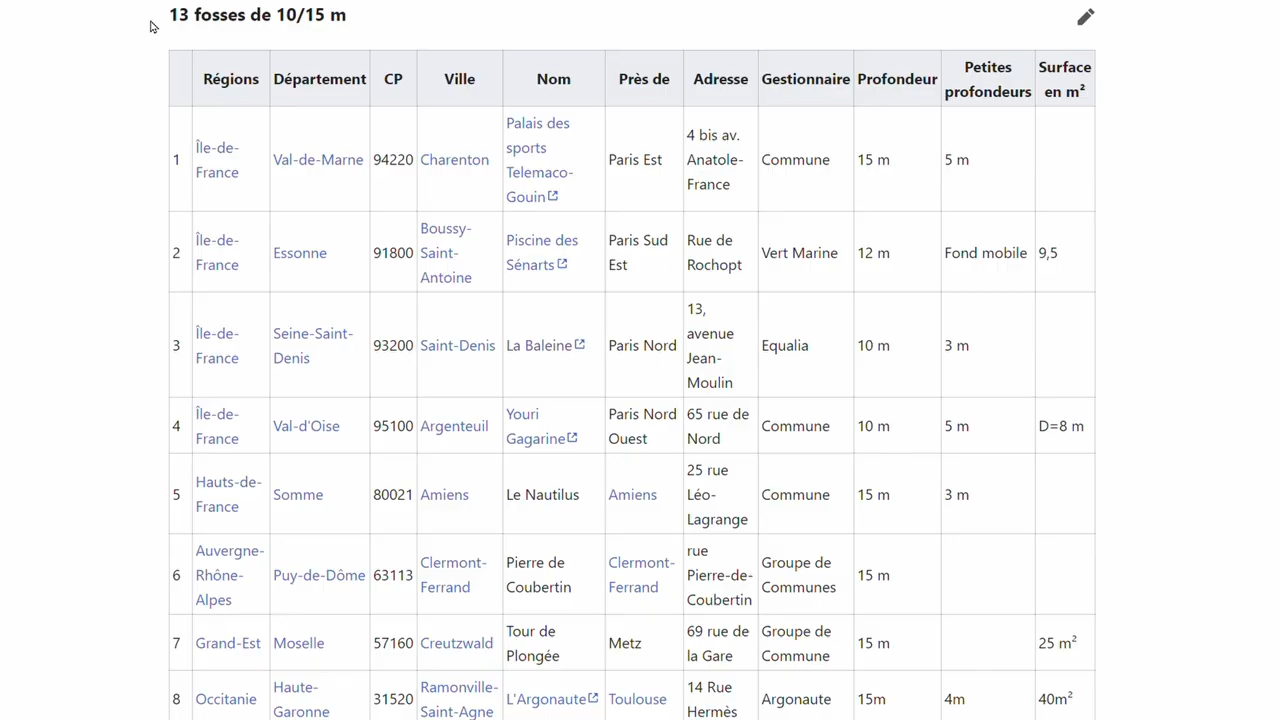 13 fosses de 10/15 m
Régions Département CP Ville Nom Près de Adresse Gestionnaire Profondeur Petites profondeurs Surface en m²
1 Île-de-France Val-de-Marne 94220 Charenton Palais des sports Telemaco-Gouin Paris Est 4 bis av. Anatole-France Commune 15 m 5 m
2 Île-de-France Essonne 91800 Boussy-Saint-Antoine Piscine des Sénarts Paris Sud Est Rue de Rochopt Vert Marine 12 m Fond mobile 9,5
3 Île-de-France Seine-Saint-Denis 93200 Saint-Denis La Baleine Paris Nord 13, avenue Jean-Moulin Equalia 10 m 3 m
4 Île-de-France Val-d'Oise 95100 Argenteuil Youri Gagarine Paris Nord Ouest 65 rue de Nord Commune 10 m 5 m D=8 m
5 Hauts-de-France Somme 80021 Amiens Le Nautilus Amiens 25 rue Léo-Lagrange Commune 15 m 3 m
6 Auvergne-Rhône-Alpes Puy-de-Dôme 63113 Clermont-Ferrand Pierre de Coubertin Clermont-Ferrand rue Pierre-de-Coubertin Groupe de Communes 15 m
7 Grand-Est Moselle 57160 Creutzwald Tour de Plongée Metz 69 rue de la Gare Groupe de Commune 15 m 25 m²
8 Occitanie Haute-Garonne 31520 Ramonville-Saint-Agne L'Argonaute Toulouse 14 Rue Hermès Argonaute 15m 4m 40m²